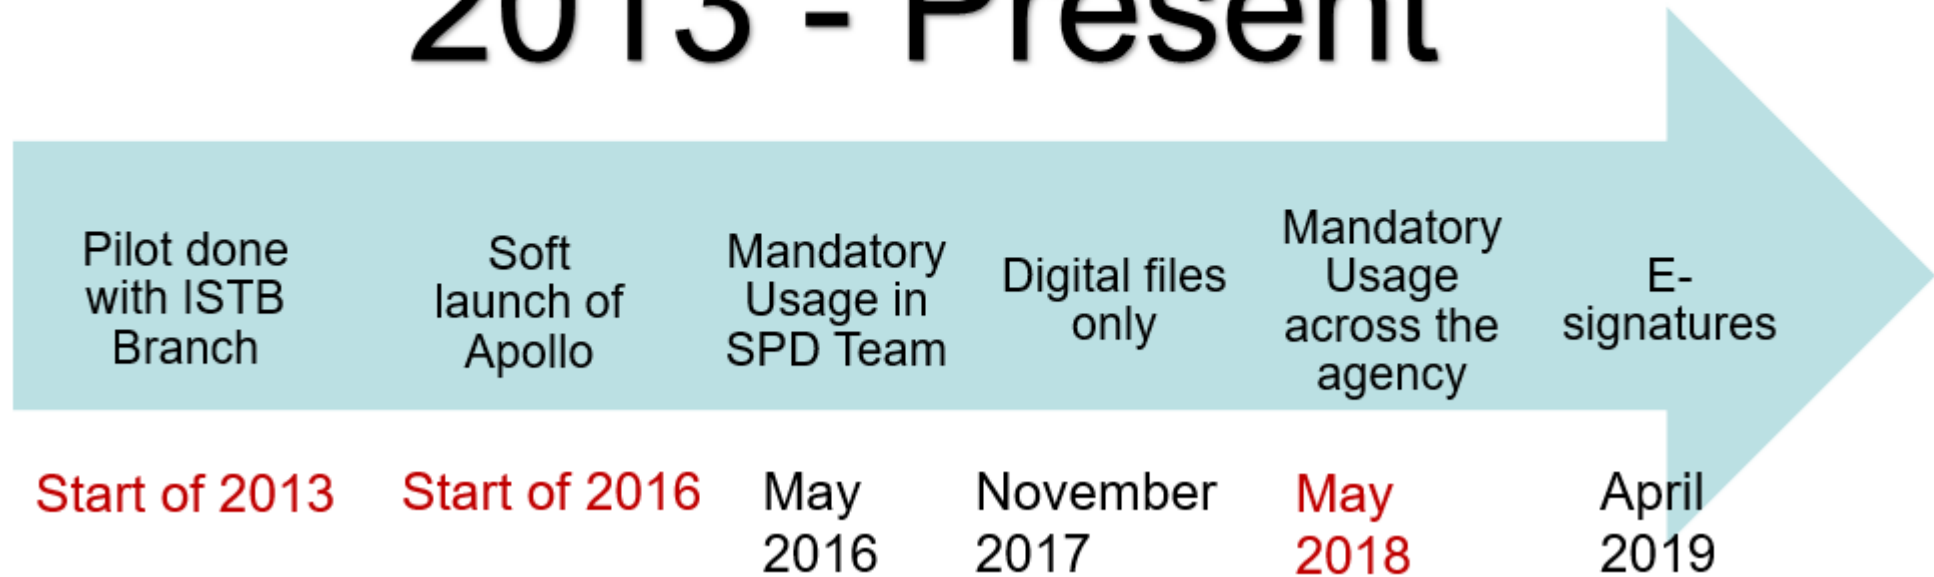 2013 - Present
Pilot done
with ISTB
Branch
Soft
launch of
Apollo
Mandatory
Usage in
SPD Team
Digital files
only
Mandatory
Usage
across the
agency
E-
signatures
Start of 2013
Start of 2016
May
2016
November
2017
May
2018
April
2019